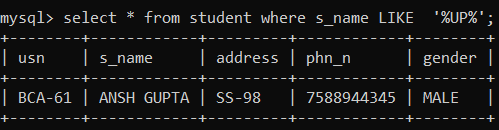 mysql> select * from student where s_name LIKE  '%UP%';
+--------+------------+---------+------------+--------+
| usn    | s_name     | address | phn_n      | gender |
+--------+------------+---------+------------+--------+
| BCA-61 | ANSH GUPTA | SS-98   | 7588944345 | MALE   |
+--------+------------+---------+------------+--------+